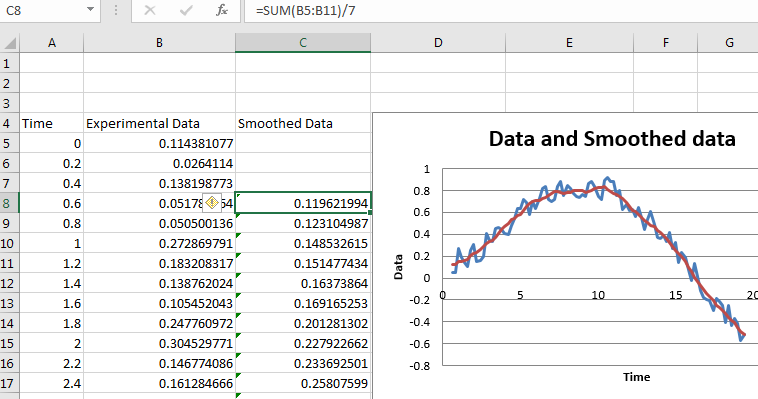 C8 fx =SUM(B5:B11)/7
A B C D E F G
1
2
3
4 Time Experimental Data Smoothed Data
5 0 0.114381077
6 0.2 0.0264114
7 0.4 0.138198773
8 0.6 0.119621994
9 0.8 0.050500136 0.123104987
10 1 0.272869791 0.148532615
11 1.2 0.183208317 0.151477434
12 1.4 0.138762024 0.16373864
13 1.6 0.105452043 0.169165253
14 1.8 0.247760972 0.201281302
15 2 0.304529771 0.227922662
16 2.2 0.146774086 0.233692501
17 2.4 0.161284666 0.25807599
Data and Smoothed data
1
0.8
0.6
0.4
0.2
0
-0.2
-0.4
-0.6
-0.8
0 5 10 15 20
Data
Time